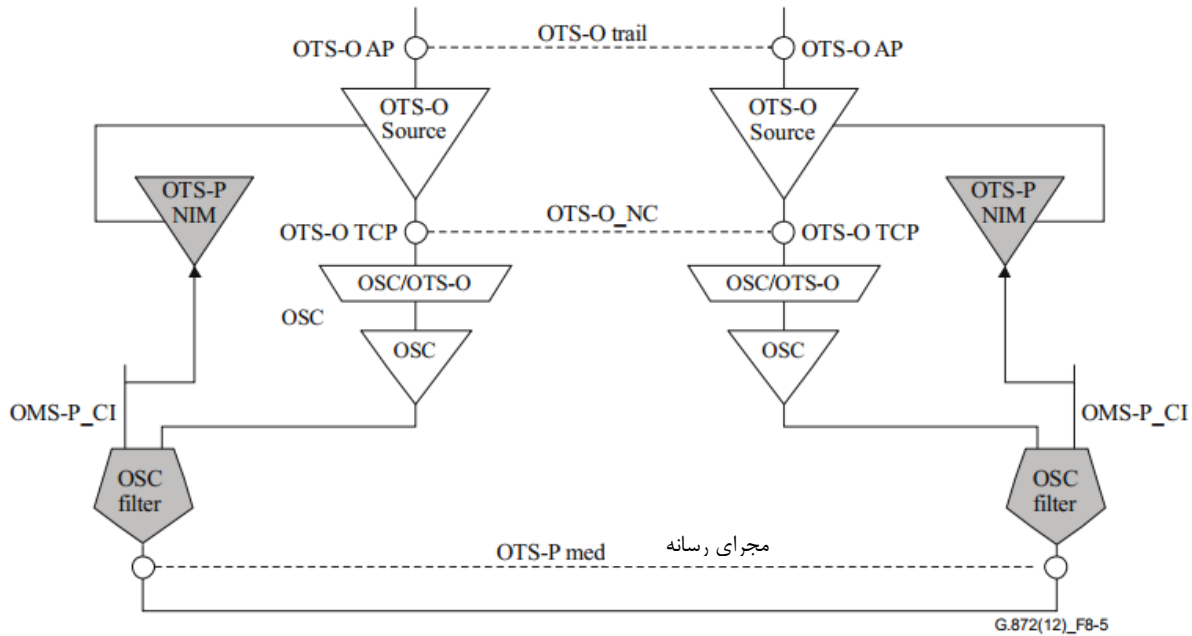 OTS-O AP
OTS-O trail
OTS-O AP
OTS-O
Source
OTS-O
Source
OTS-P
NIM
OTS-P
NIM
OTS-O TCP
OTS-O_NC
OTS-O TCP
OSC/OTS-O
OSC/OTS-O
OSC
OSC
OSC
OMS-P_CI
OMS-P_CI
OSC
filter
OSC
filter
OTS-P med
مجرای رسانه
G.872(12)_F8-5